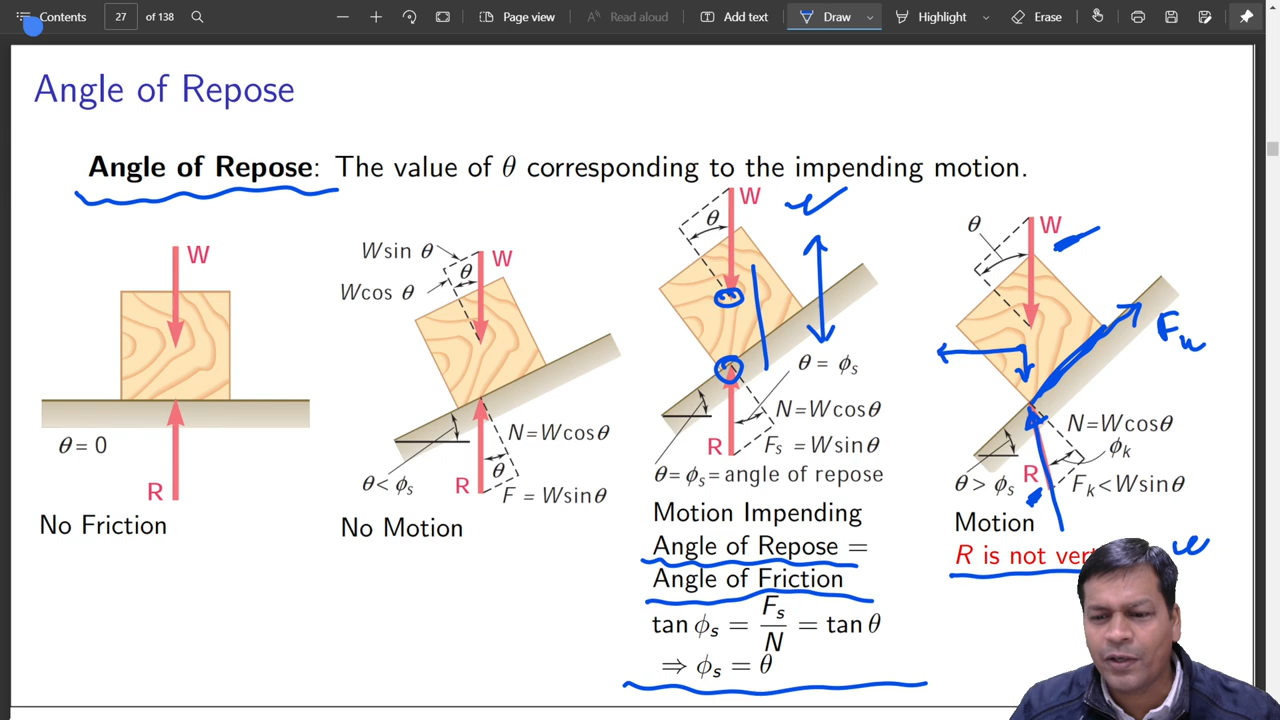 Contents
27
of 138
Page view
Read aloud
Add text
Draw
Highlight
Erase
Angle of Repose
Angle of Repose: The value of θ corresponding to the impending motion.
W
R
θ = 0
No Friction
W sin θ
W cos θ
θ
W
N=W cos θ
θ
θ< ϕs
R
F = W sin θ
No Motion
W
θ
θ = ϕs
N=W cos θ
R
Fs = W sin θ
θ= ϕs= angle of repose
Motion Impending
Angle of Repose =
Angle of Friction
tan ϕs = Fs/N = tan θ
⇒ ϕs = θ
θ
W
Fk
N=W cos θ
ϕk
R
θ> ϕs
Fk<W sin θ
Motion
R is not